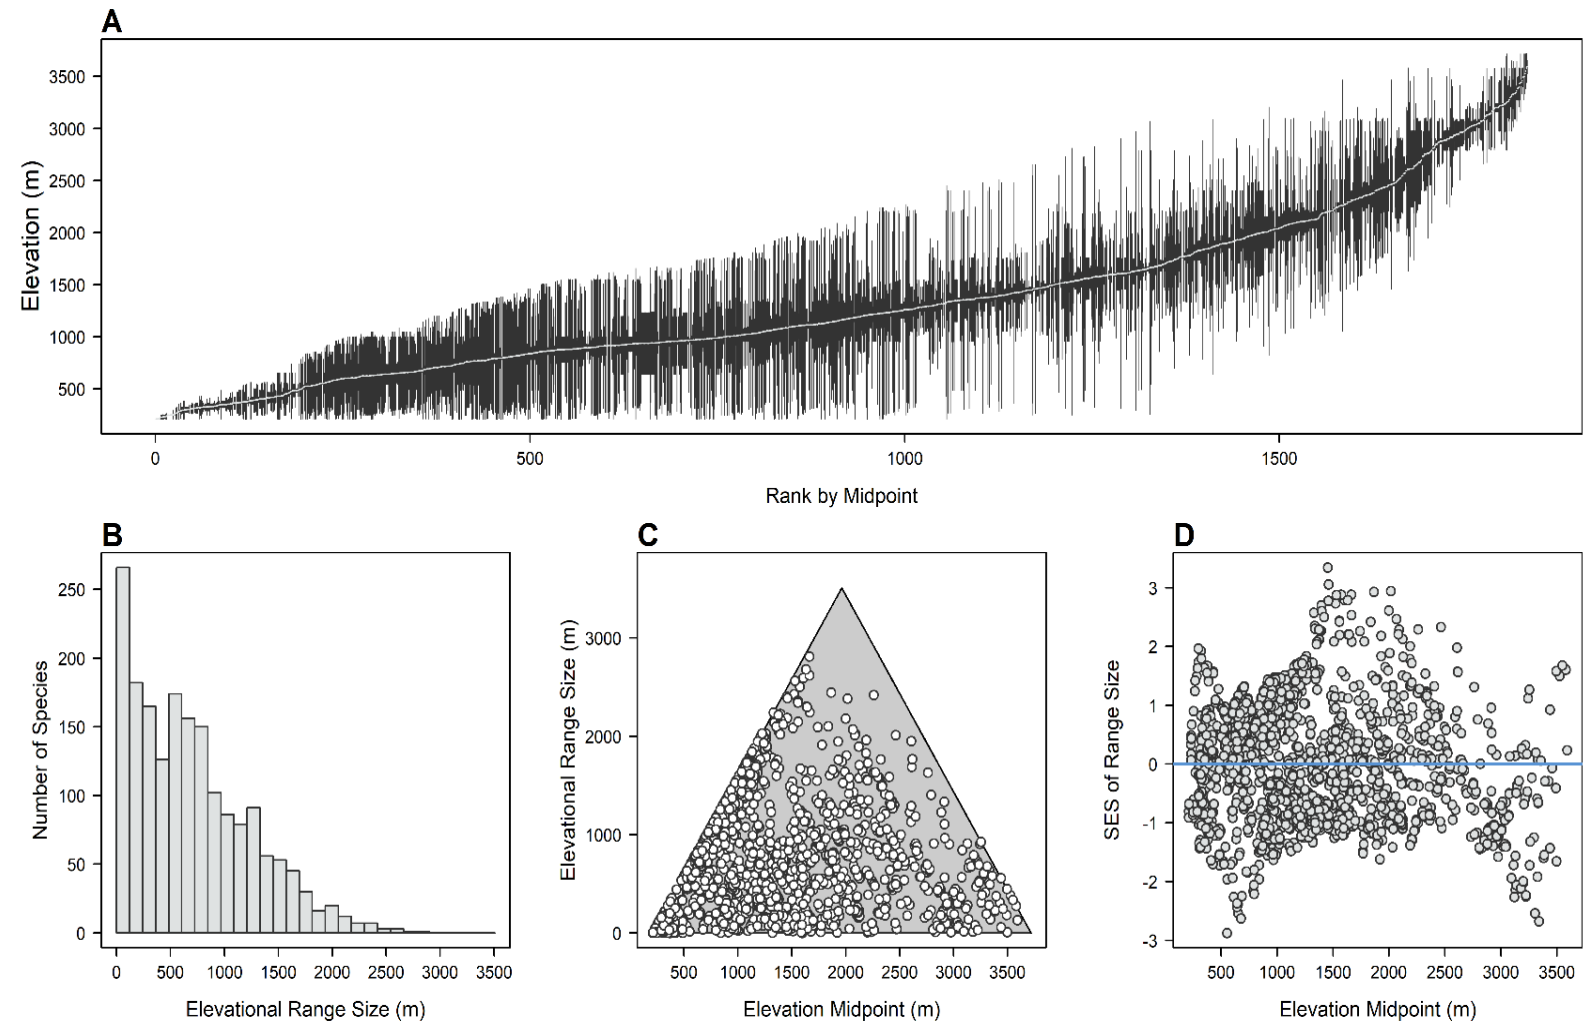 A
Elevation (m)
3500
3000
2500
2000
1500
1000
500
0 500 1000 1500
Rank by Midpoint
B
Number of Species
250
200
150
100
50
0
0 500 1000 1500 2000 2500 3000 3500
Elevational Range Size (m)
C
Elevational Range Size (m)
3000
2000
1000
0
500 1000 1500 2000 2500 3000 3500
Elevation Midpoint (m)
D
SES of Range Size
3
2
1
0
-1
-2
-3
500 1000 1500 2000 2500 3000 3500
Elevation Midpoint (m)